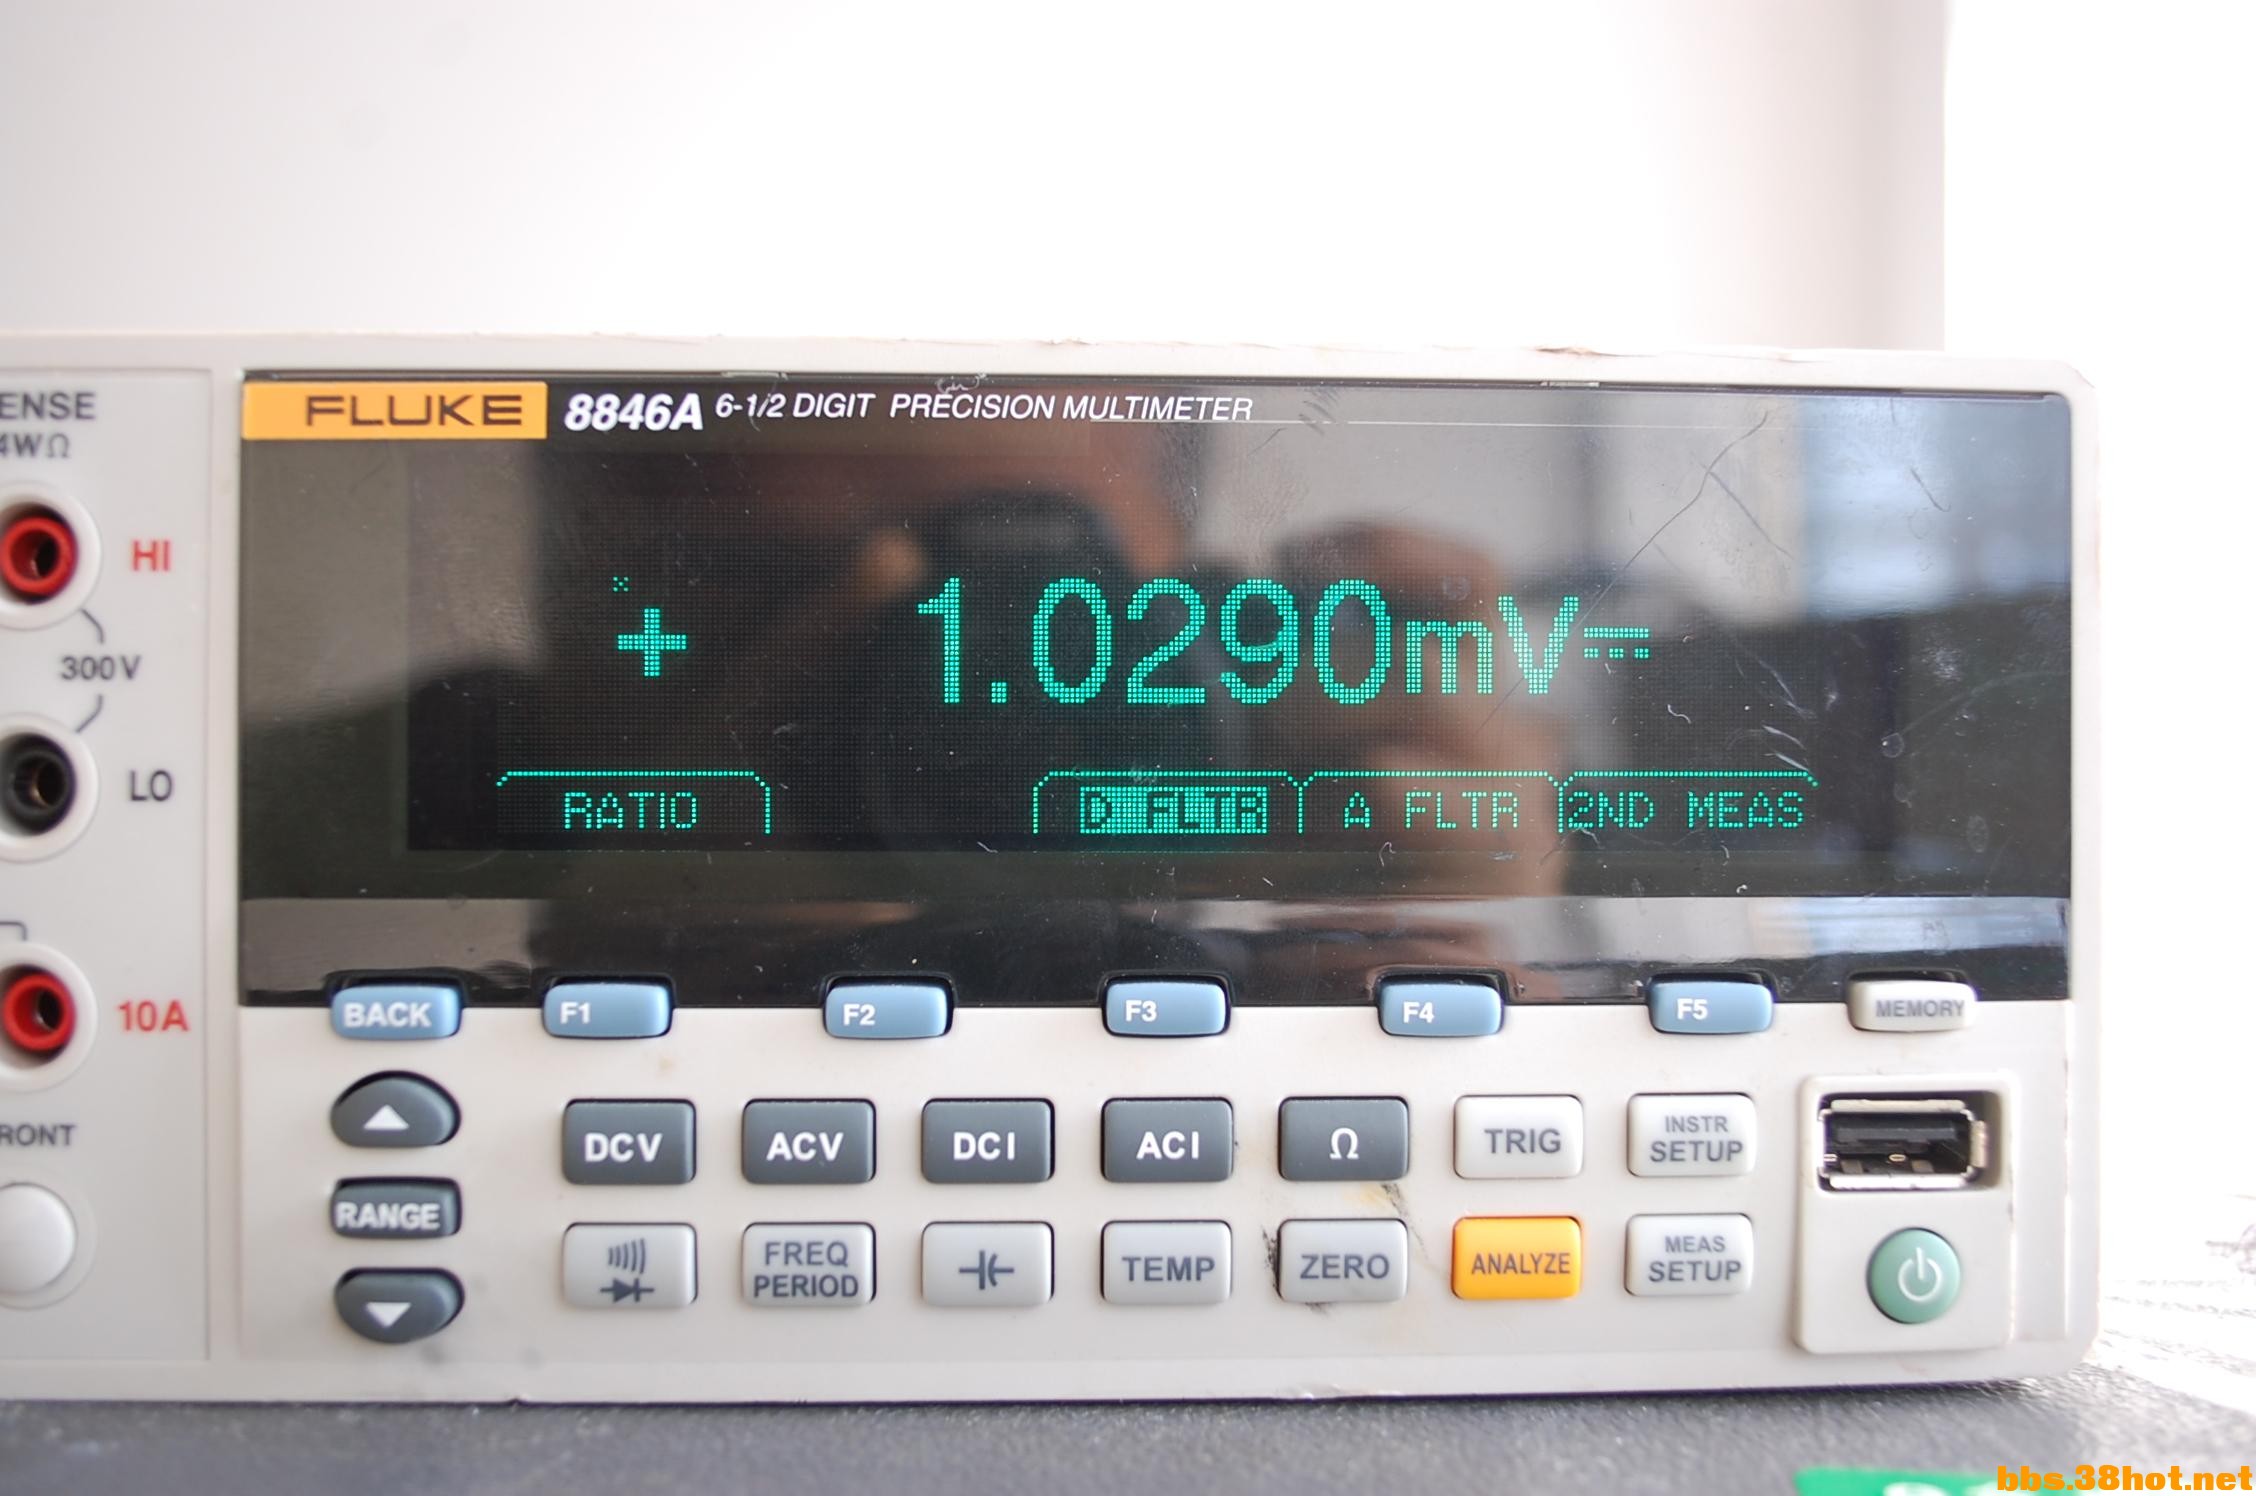 FLUKE 8846A 6-1/2 DIGIT PRECISION MULTIMETER
ENSE
4WΩ
HI
300V
LO
10A
RONT
+ 1.0290mV
RATIO D FLTR A FLTR 2ND MEAS
BACK F1 F2 F3 F4 F5 MEMORY
RANGE
DCV ACV DCI ACI Ω TRIG INSTR SETUP
FREQ PERIOD TEMP ZERO ANALYZE MEAS SETUP
bbs.38hot.net